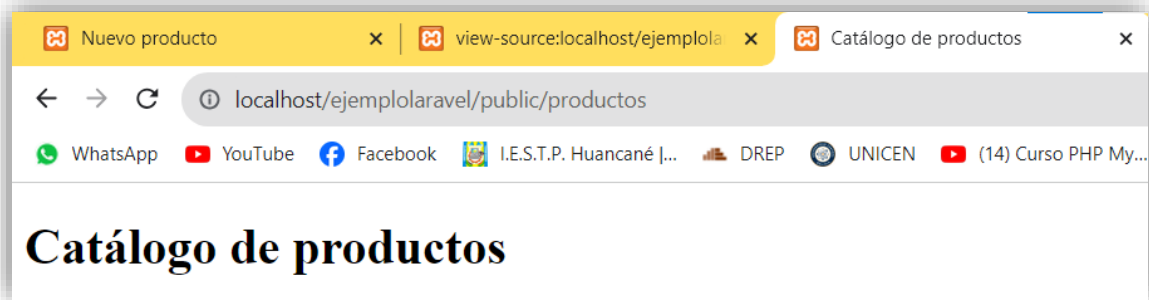 Nuevo producto
view-source:localhost/ejemplola
Catálogo de productos
localhost/ejemplolaravel/public/productos
WhatsApp YouTube Facebook I.E.S.T.P. Huancané |... DREP UNICEN (14) Curso PHP My...
Catálogo de productos